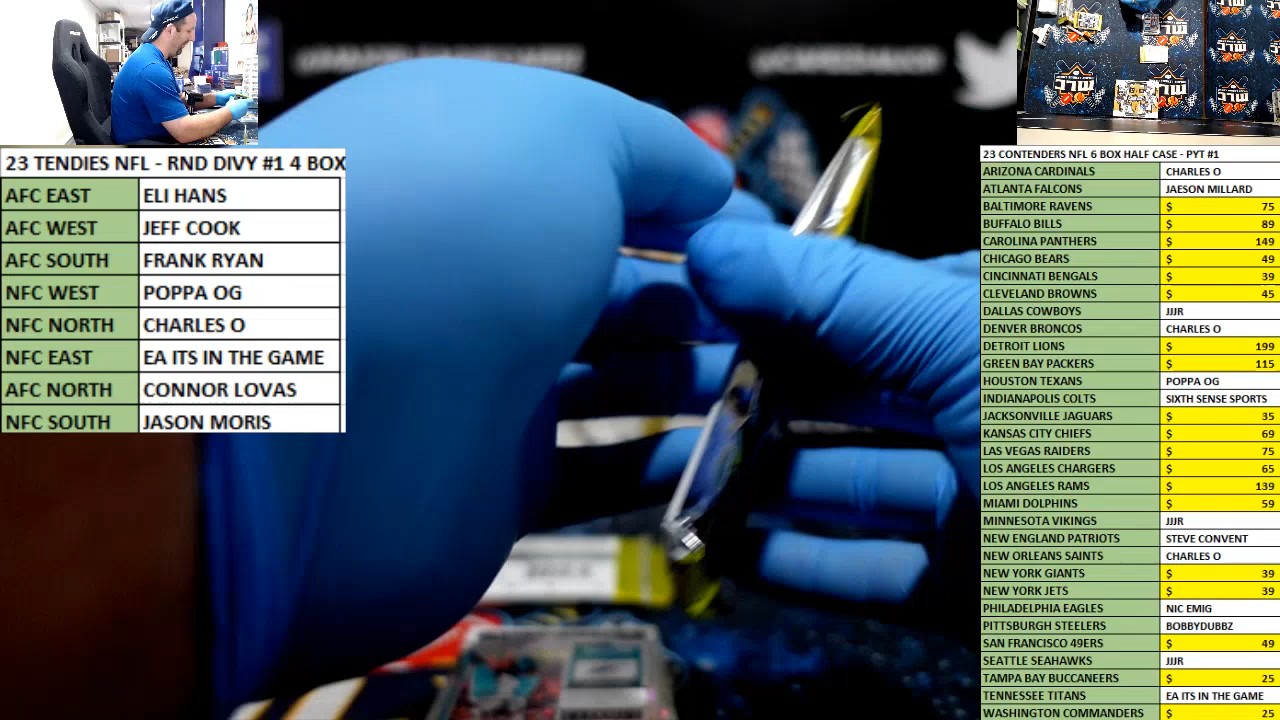 23 TENDIES NFL - RND DIVY #1 4 BOX
AFC EAST ELI HANS
AFC WEST JEFF COOK
AFC SOUTH FRANK RYAN
NFC WEST POPPA OG
NFC NORTH CHARLES O
NFC EAST EA ITS IN THE GAME
AFC NORTH CONNOR LOVAS
NFC SOUTH JASON MORIS
23 CONTENDERS NFL 6 BOX HALF CASE - PYT #1
ARIZONA CARDINALS CHARLES O
ATLANTA FALCONS JAESON MILLARD
BALTIMORE RAVENS $ 75
BUFFALO BILLS $ 89
CAROLINA PANTHERS $ 149
CHICAGO BEARS $ 49
CINCINNATI BENGALS $ 39
CLEVELAND BROWNS $ 45
DALLAS COWBOYS JJJR
DENVER BRONCOS CHARLES O
DETROIT LIONS $ 199
GREEN BAY PACKERS $ 115
HOUSTON TEXANS POPPA OG
INDIANAPOLIS COLTS SIXTH SENSE SPORTS
JACKSONVILLE JAGUARS $ 35
KANSAS CITY CHIEFS $ 69
LAS VEGAS RAIDERS $ 75
LOS ANGELES CHARGERS $ 65
LOS ANGELES RAMS $ 139
MIAMI DOLPHINS $ 59
MINNESOTA VIKINGS JJJR
NEW ENGLAND PATRIOTS STEVE CONVENT
NEW ORLEANS SAINTS CHARLES O
NEW YORK GIANTS $ 39
NEW YORK JETS $ 39
PHILADELPHIA EAGLES NIC EMIG
PITTSBURGH STEELERS BOBBYDUBBZ
SAN FRANCISCO 49ERS $ 49
SEATTLE SEAHAWKS JJJR
TAMPA BAY BUCCANEERS $ 25
TENNESSEE TITANS EA ITS IN THE GAME
WASHINGTON COMMANDERS $ 25